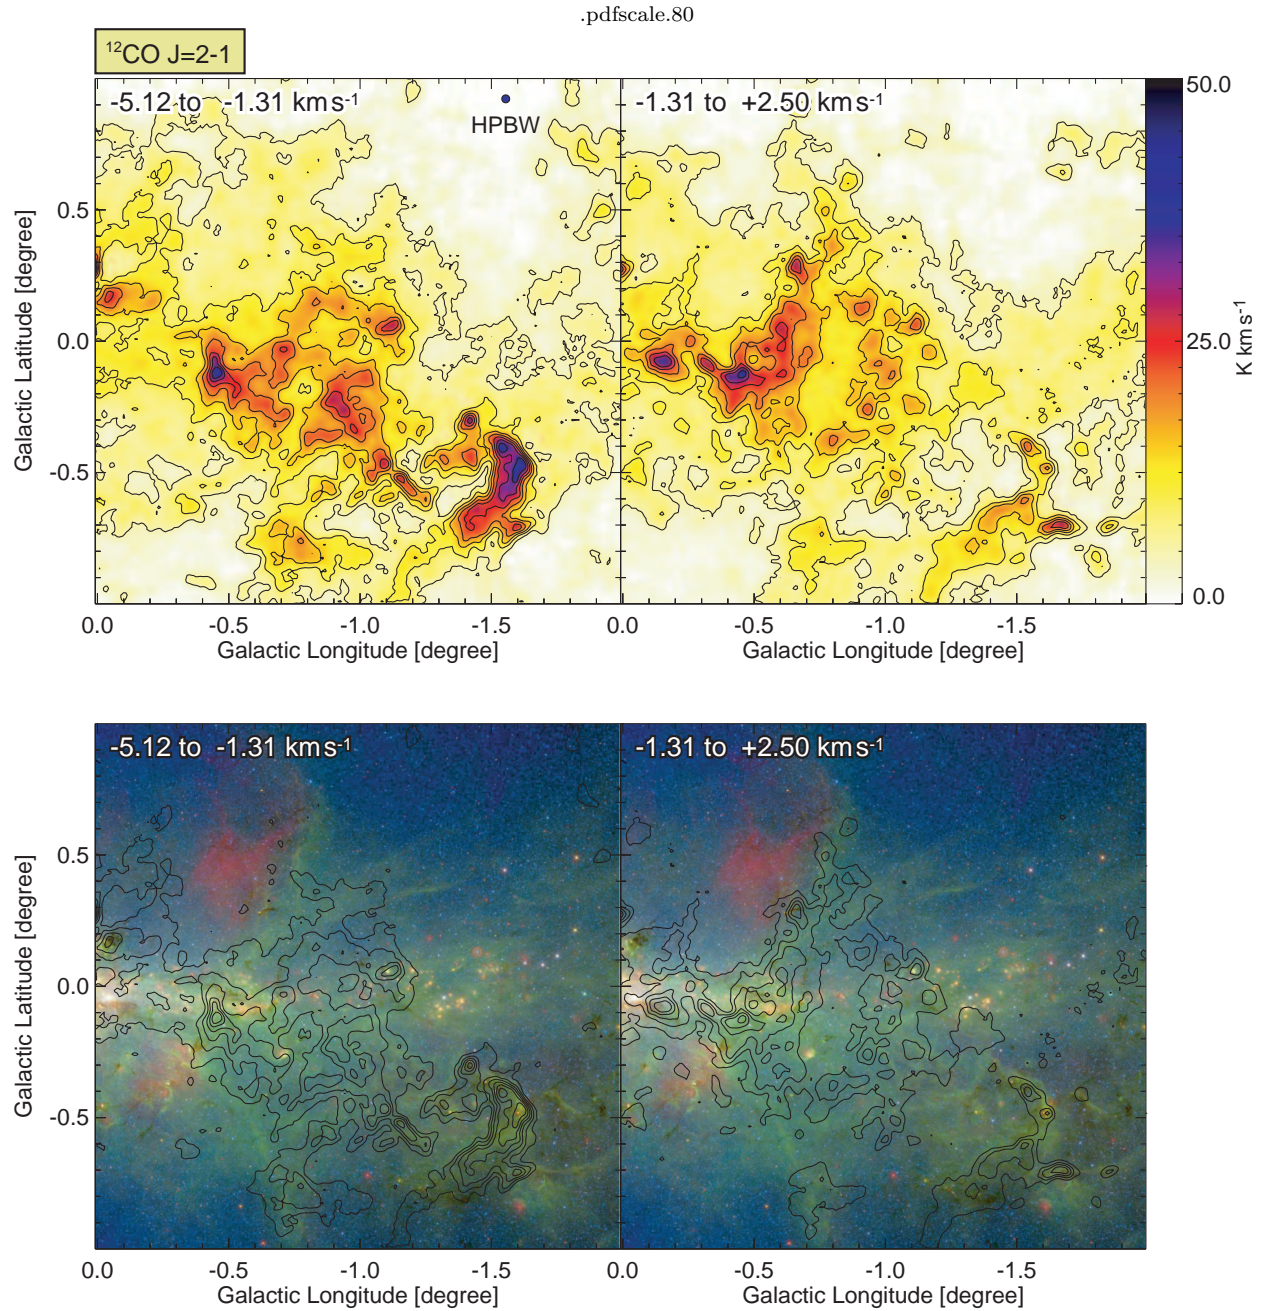 .pdfscale.80
¹²CO J=2-1
-5.12 to -1.31 kms⁻¹
HPBW
-1.31 to +2.50 kms⁻¹
50.0
25.0
0.0
K kms⁻¹
Galactic Latitude [degree]
0.5
0.0
-0.5
0.0 -0.5 -1.0 -1.5 0.0 -0.5 -1.0 -1.5
Galactic Longitude [degree] Galactic Longitude [degree]
-5.12 to -1.31 kms⁻¹
-1.31 to +2.50 kms⁻¹
Galactic Latitude [degree]
0.5
0.0
-0.5
0.0 -0.5 -1.0 -1.5 0.0 -0.5 -1.0 -1.5
Galactic Longitude [degree] Galactic Longitude [degree]